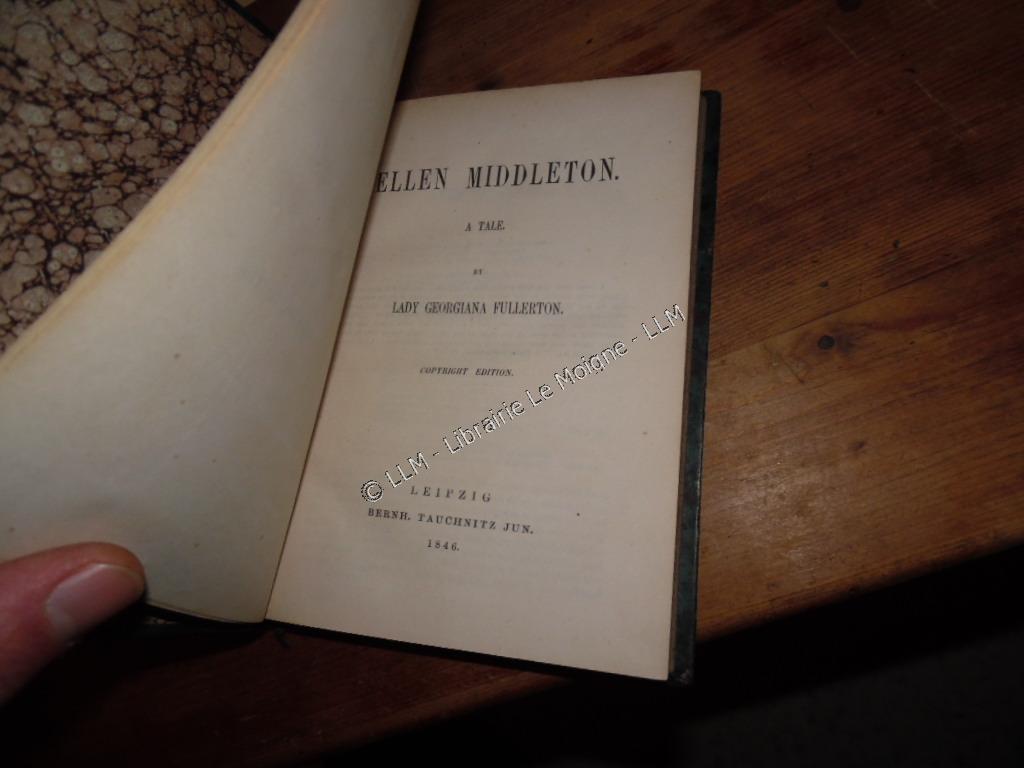 ELLEN MIDDLETON.
A TALE.
BY
LADY GEORGIANA FULLERTON.
COPYRIGHT EDITION.
© LLM - Librairie Le Moigne - LLM
LEIPZIG
BERNH. TAUCHNITZ JUN.
1846.